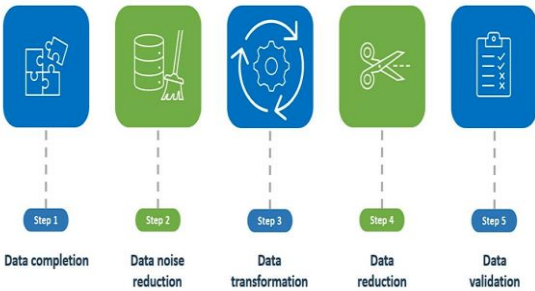 Step 1
Step 2
Step 3
Step 4
Step 5
Data completion
Data noise
reduction
Data
transformation
Data
reduction
Data
validation